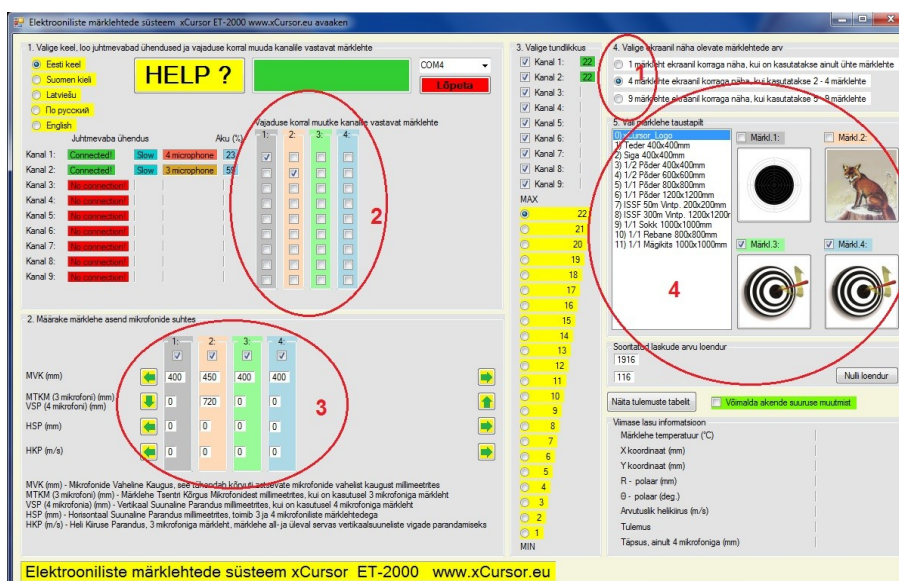 Elektrooniliste märklehtede süsteem xCursor ET-2000 www.xCursor.eu avaaken
1. Valige keel, loo juhtmevabad ühendused ja vajaduse korral muuda kanalile vastavat märklehte
Eesti keel
Suomen kieli
Latviešu
По русский
English
HELP ?
COM4
Lõpeta
Vajaduse korral muutke kanalile vastavat märklehte
Juhtmevaba ühendus
Aku (%)
1:
2:
3:
4:
Kanal 1: Connected! Slow 4 microphone 23
Kanal 2: Connected! Slow 3 microphone 59
Kanal 3: No connection!
Kanal 4: No connection!
Kanal 5: No connection!
Kanal 6: No connection!
Kanal 7: No connection!
Kanal 8: No connection!
Kanal 9: No connection!
2
2. Määrake märklehe asend mikrofonide suhtes
1:
2:
3:
4:
MVK (mm) 400 450 400 400
MTKM (3 mikrofoni) (mm)
VSP (4 mikrofoni) (mm) 0 720 0 0
HSP (mm) 0 0 0 0
HKP (m/s) 0 0 0 0
3
MVK (mm) - Mikrofonide Vaheline Kaugus, see tähendab kõrvuti asetsevate mikrofonide vahelist kaugust millimeetrites
MTKM (3 mikrofoni) (mm) - Märklehe Tsentri Kõrgus Mikrofonidest millimeetrites, kui on kasutusel 3 mikrofoniga märkleht
VSP (4 mikrofonia) (mm) - Vertikaal Suunaline Parandus millimeetrites, kui on kasutusel 4 mikrofoniga märkleht
HSP (mm) - Horisontaal Suunaline Parandus millimeetrites, toimib 3 ja 4 mikrofoniliste märklehtedega
HKP (m/s) - Heli Kiiruse Parandus, 3 mikrofoniga märkleht, märklehe all- ja üleval servas vertikaalsuuneliste vigade parandamiseks
Elektrooniliste märklehtede süsteem xCursor ET-2000 www.xCursor.eu
3. Valige tundlikkus
Kanal 1: 22
Kanal 2: 22
Kanal 3:
Kanal 4:
Kanal 5:
Kanal 6:
Kanal 7:
Kanal 8:
Kanal 9:
MAX
22
21
20
19
18
17
16
15
14
13
12
11
10
9
8
7
6
5
4
3
2
1
MIN
4. Valige ekraanil näha olevate märklehtede arv
1 märkleht ekraanil korraga näha, kui on kasutatakse ainult ühte märklehte
4 märklehte ekraanil korraga näha, kui kasutatakse 2 - 4 märklehte
9 märklehte ekraanil korraga näha, kui kasutatakse 5 - 9 märklehte
1
5. Vali märklehe taustapilt
0) xCursor_Logo
1) Teder 400x400mm
2) Siga 400x400mm
3) 1/2 Põder 400x400mm
4) 1/2 Põder 600x600mm
5) 1/1 Põder 800x800mm
6) 1/1 Põder 1200x1200mm
7) ISSF 50m Vintp. 200x200mm
8) ISSF 300m Vintp. 1200x1200r
9) 1/1 Sokk 1000x1000mm
10) 1/1 Rebane 800x800mm
11) 1/1 Mägikits 1000x1000mm
Märkl.1:
Märkl.2:
Märkl.3:
Märkl.4:
4
Sooritatud laskude arvu loendur
1916
116
Nulli loendur
Näita tulemuste tabelit
Võimalda akende suuruse muutmist
Viimase lasu informatsioon
Märklehe temperatuur (°C)
X koordinaat (mm)
Y koordinaat (mm)
R - polaar (mm)
Θ - polaar (deg.)
Arvutuslik helikiirus (m/s)
Tulemus
Täpsus, ainult 4 mikrofoniga (mm)